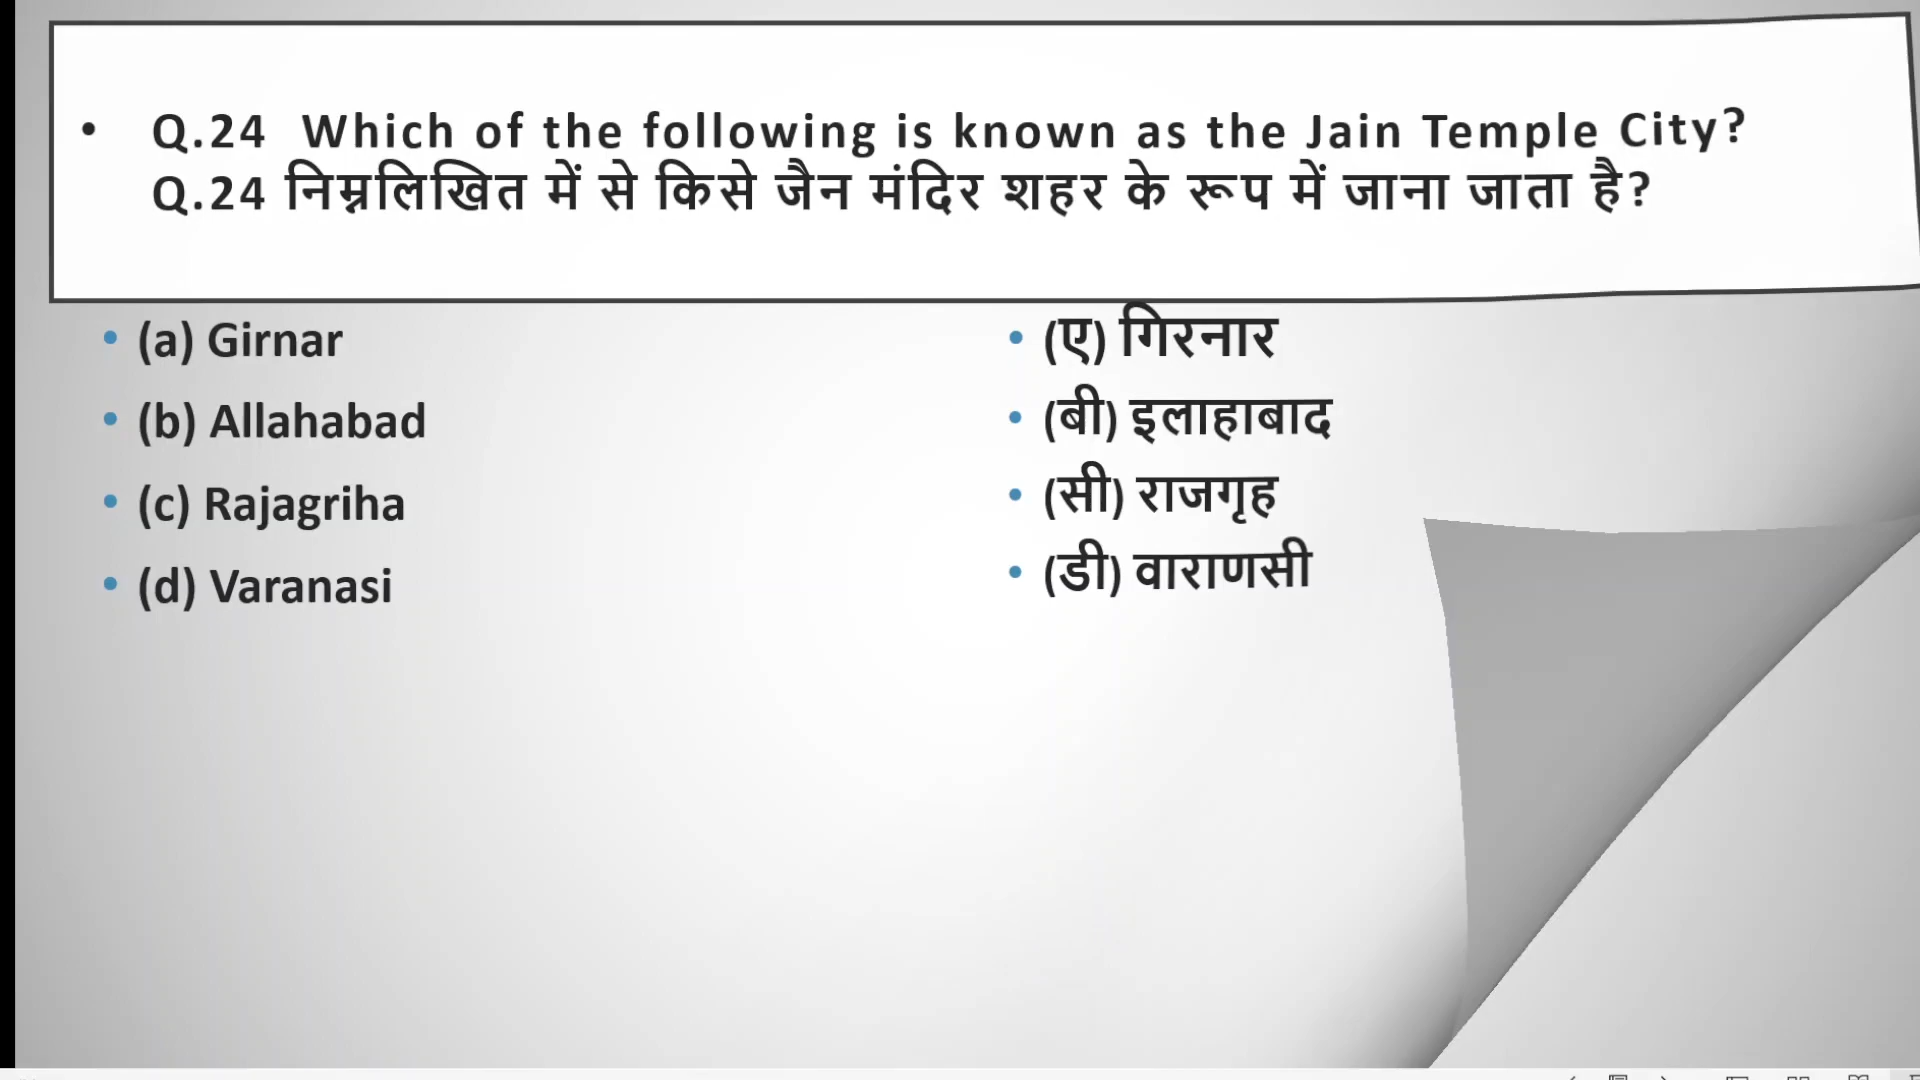 • Q.24 Which of the following is known as the Jain Temple City?
Q.24 निम्नलिखित में से किसे जैन मंदिर शहर के रूप में जाना जाता है?
• (a) Girnar
• (b) Allahabad
• (c) Rajagriha
• (d) Varanasi
• (ए) गिरनार
• (बी) इलाहाबाद
• (सी) राजगृह
• (डी) वाराणसी